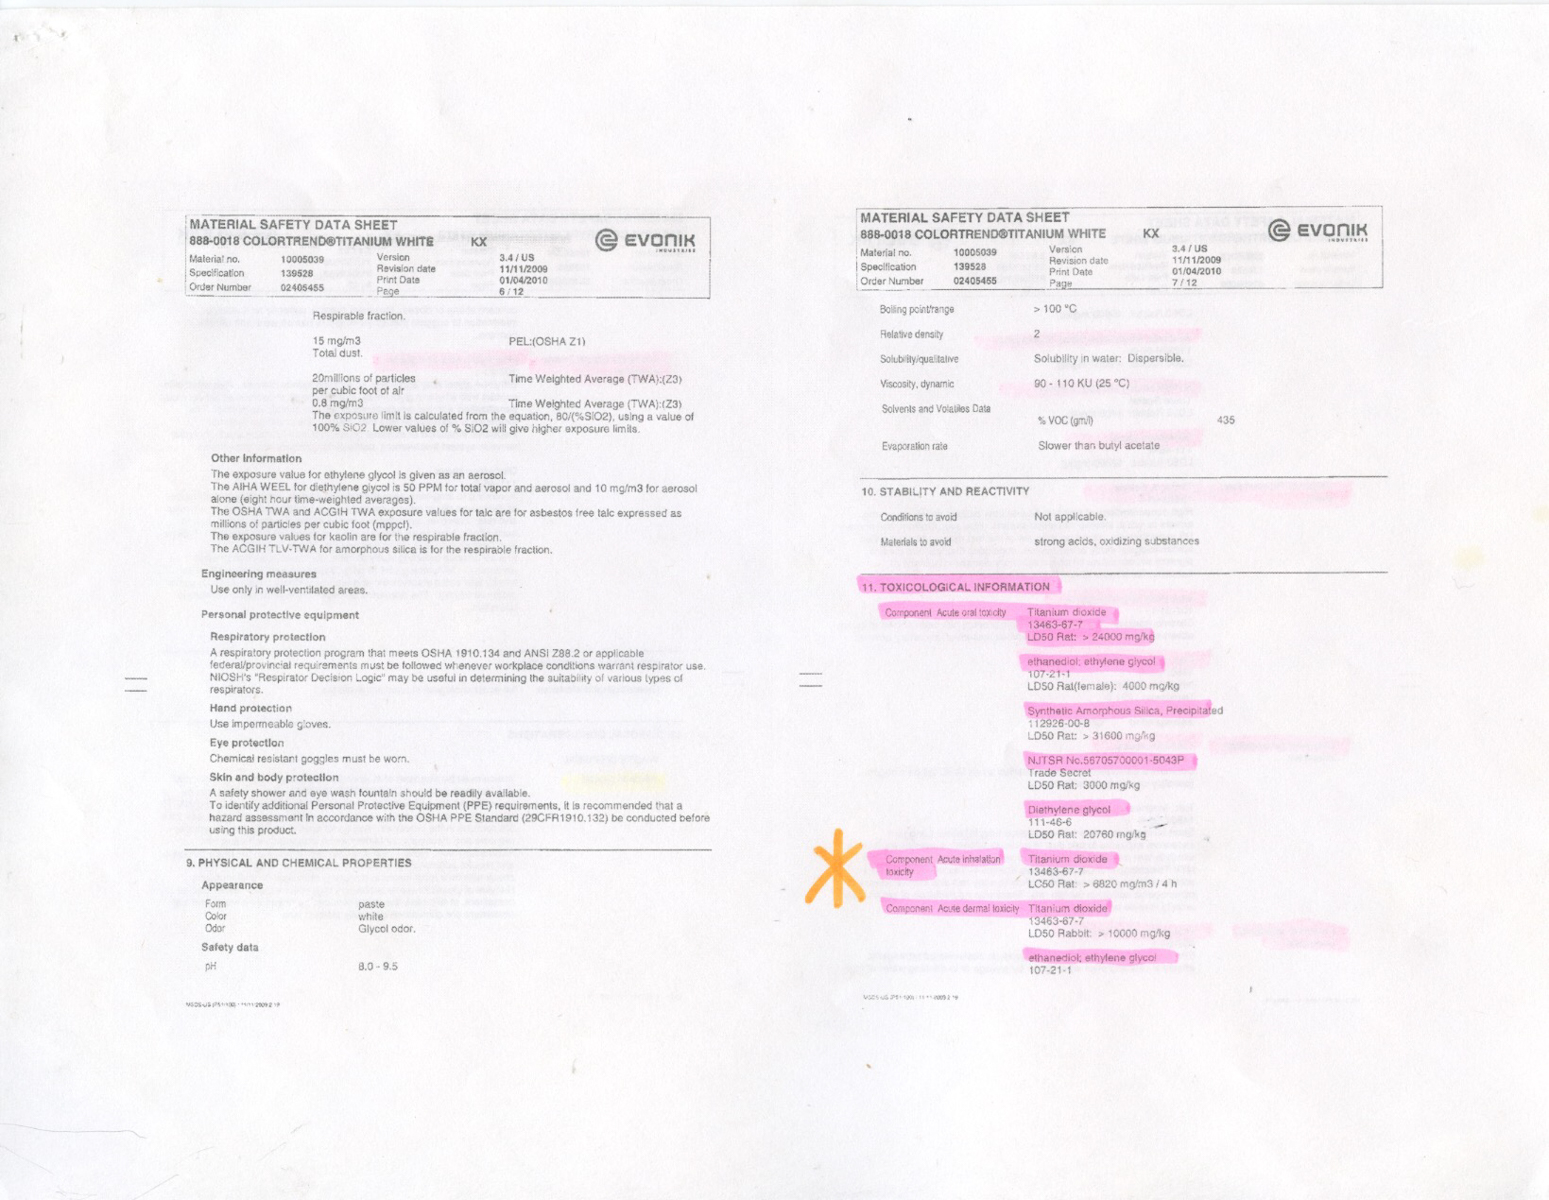 MATERIAL SAFETY DATA SHEET
888-0018 COLORTREND®TITANIUM WHITE KX
EVONIK
INDUSTRIES
Material no. 10005039 Version 3.4 / US
Specification 139528 Revision date 11/11/2009
Order Number 02405455 Print Date 01/04/2010
Page 6 / 12
Respirable fraction.
15 mg/m3 PEL:(OSHA Z1)
Total dust.
20millions of particles Time Weighted Average (TWA):(Z3)
per cubic foot of air
0.8 mg/m3 Time Weighted Average (TWA):(Z3)
The exposure limit is calculated from the equation, 80/(%SiO2), using a value of
100% SiO2 Lower values of % SiO2 will give higher exposure limits.
Other Information
The exposure value for ethylene glycol is given as an aerosol.
The AIHA WEEL for diethylene glycol is 50 PPM for total vapor and aerosol and 10 mg/m3 for aerosol
alone (eight hour time-weighted averages).
The OSHA TWA and ACGIH TWA exposure values for talc are for asbestos free talc expressed as
millions of particles per cubic foot (mppcf).
The exposure values for kaolin are for the respirable fraction.
The ACGIH TLV-TWA for amorphous silica is for the respirable fraction.
Engineering measures
Use only in well-ventilated areas.
Personal protective equipment
Respiratory protection
A respiratory protection program that meets OSHA 1910.134 and ANSI Z88.2 or applicable
federal/provincial requirements must be followed whenever workplace conditions warrant respirator use.
NIOSH's "Respirator Decision Logic" may be useful in determining the suitability of various types of
respirators.
Hand protection
Use impermeable gloves.
Eye protection
Chemical resistant goggles must be worn.
Skin and body protection
A safety shower and eye wash fountain should be readily available.
To identify additional Personal Protective Equipment (PPE) requirements, it is recommended that a
hazard assessment in accordance with the OSHA PPE Standard (29CFR1910.132) be conducted before
using this product.
9. PHYSICAL AND CHEMICAL PROPERTIES
Appearance
Form paste
Color white
Odor Glycol odor.
Safety data
pH 8.0 - 9.5
MATERIAL SAFETY DATA SHEET
888-0018 COLORTREND®TITANIUM WHITE KX
EVONIK
INDUSTRIES
Material no. 10005039 Version 3.4 / US
Specification 139528 Revision date 11/11/2009
Order Number 02405455 Print Date 01/04/2010
Page 7 / 12
Boiling point/range > 100 °C
Relative density 2
Solubility/qualitative Solubility in water: Dispersible.
Viscosity, dynamic 90 - 110 KU (25 °C)
Solvents and Volatiles Data
% VOC (gm/l) 435
Evaporation rate Slower than butyl acetate
10. STABILITY AND REACTIVITY
Conditions to avoid Not applicable.
Materials to avoid strong acids, oxidizing substances
11. TOXICOLOGICAL INFORMATION
Component Acute oral toxicity Titanium dioxide
13463-67-7
LD50 Rat: > 24000 mg/kg
ethanediol; ethylene glycol
107-21-1
LD50 Rat(female): 4000 mg/kg
Synthetic Amorphous Silica, Precipitated
112926-00-8
LD50 Rat: > 31600 mg/kg
NJTSR No.56705700001-5043P
Trade Secret
LD50 Rat: 3000 mg/kg
Diethylene glycol
111-46-6
LD50 Rat: 20760 mg/kg
Component Acute inhalation Titanium dioxide
toxicity 13463-67-7
LC50 Rat: > 6820 mg/m3 / 4 h
Component Acute dermal toxicity Titanium dioxide
13463-67-7
LD50 Rabbit: > 10000 mg/kg
ethanediol; ethylene glycol
107-21-1